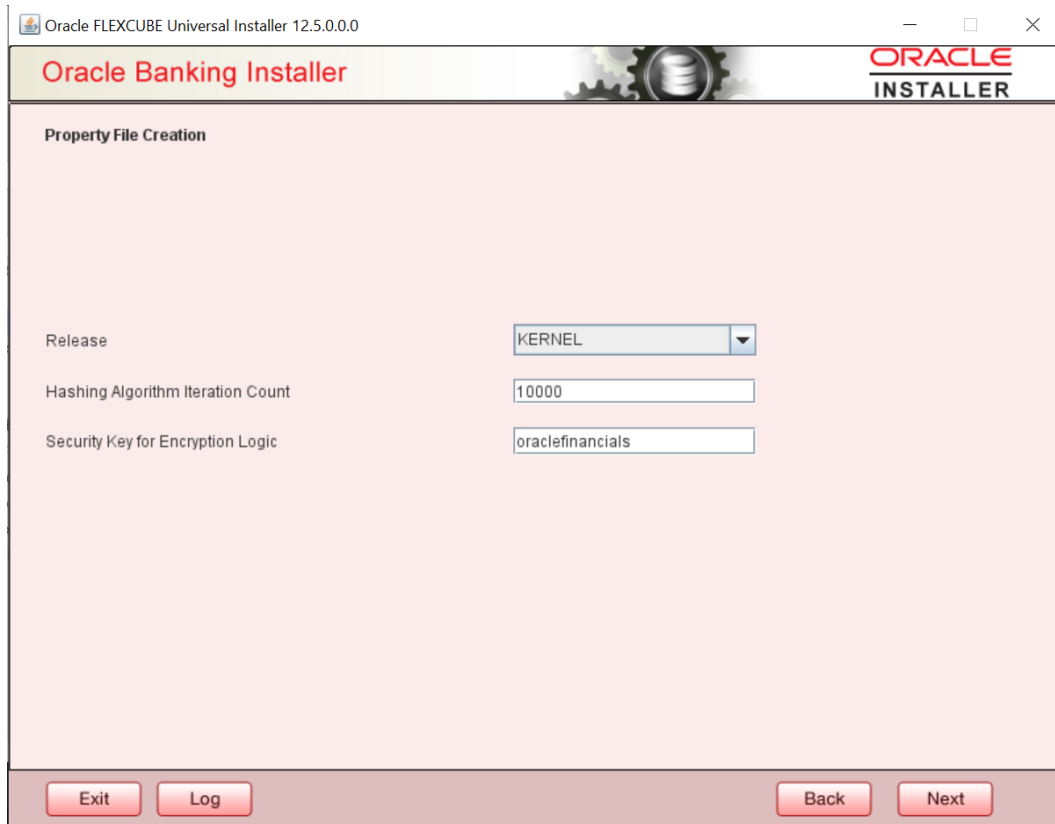 Oracle FLEXCUBE Universal Installer 12.5.0.0.0
Oracle Banking Installer
ORACLE
INSTALLER
Property File Creation
Release KERNEL
Hashing Algorithm Iteration Count 10000
Security Key for Encryption Logic oraclefinancials
Exit Log Back Next